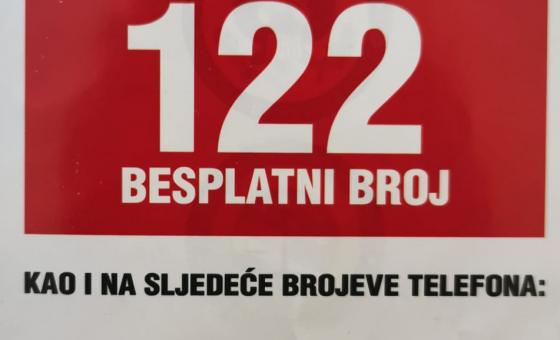 122
BESPLATNI BROJ
KAO I NA SLJEDEĆE BROJEVE TELEFONA: